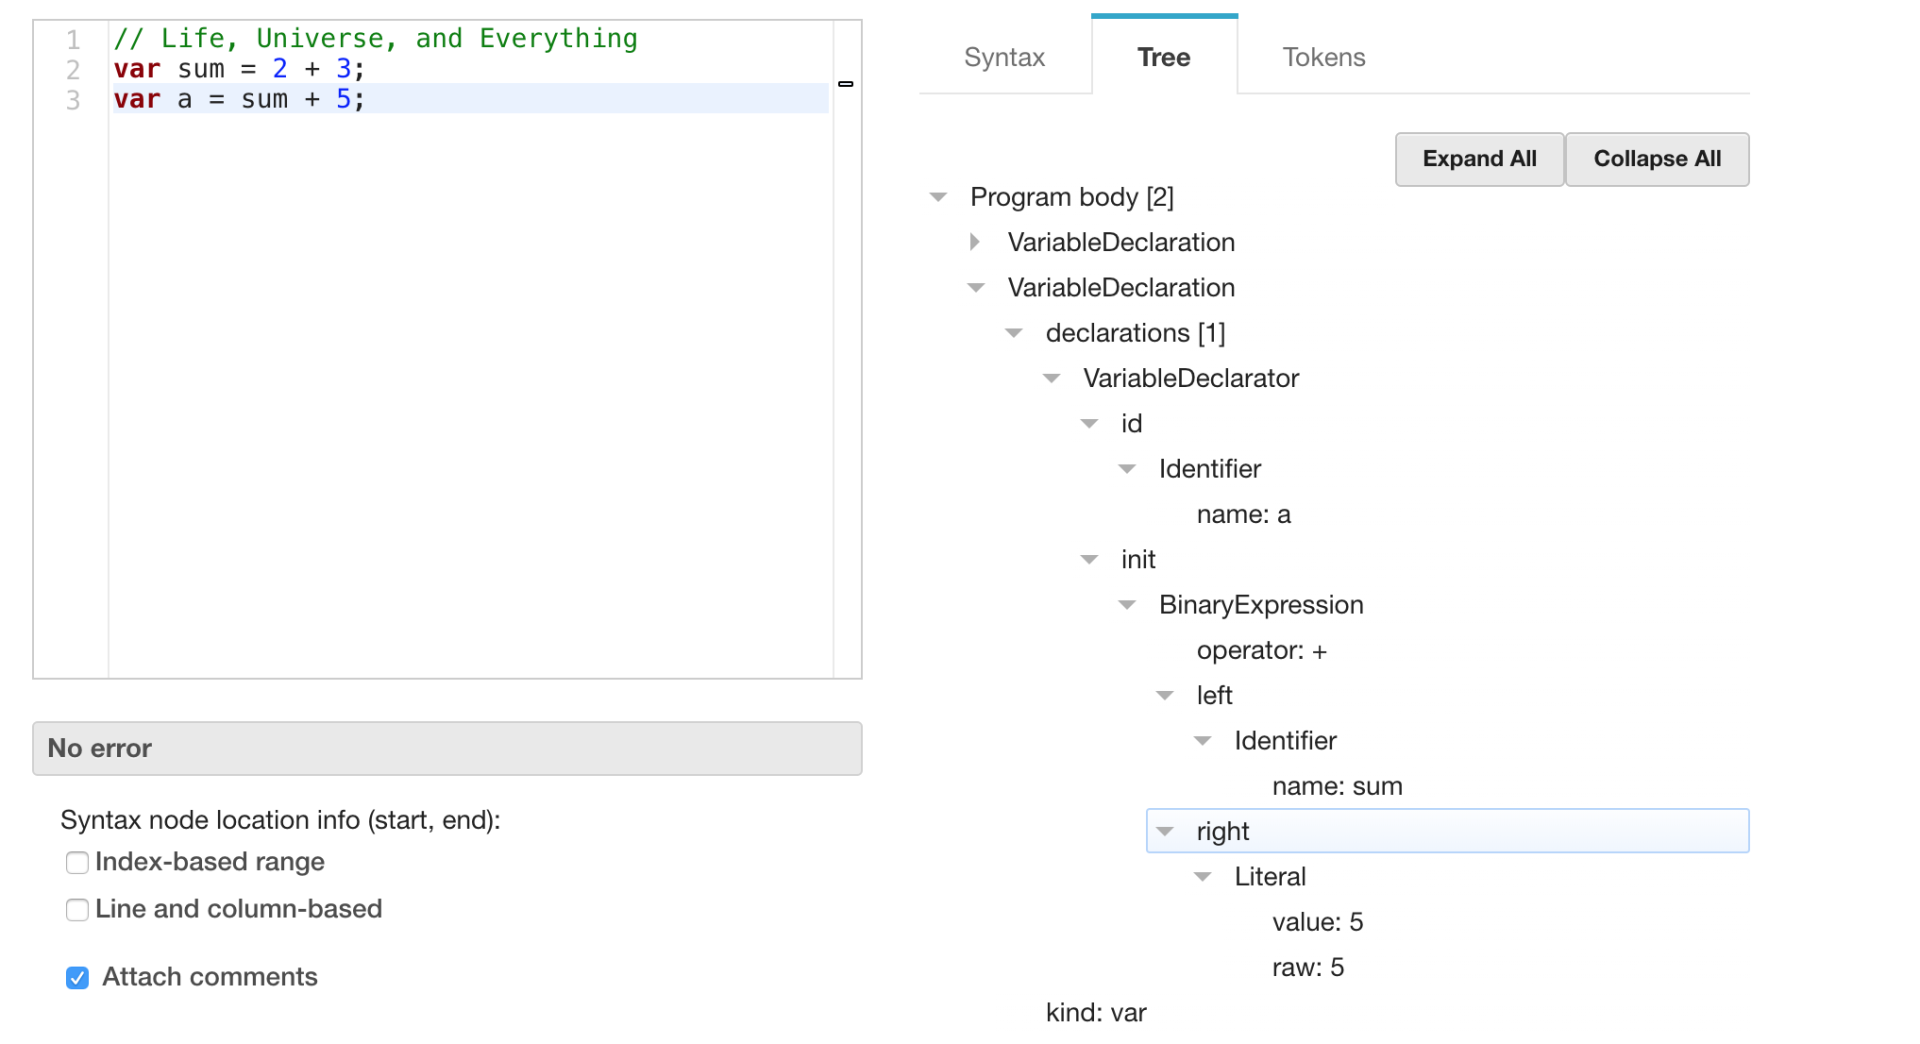 1 // Life, Universe, and Everything
2 var sum = 2 + 3;
3 var a = sum + 5;
No error
Syntax node location info (start, end):
Index-based range
Line and column-based
Attach comments
Syntax Tree Tokens
Expand All Collapse All
Program body [2]
VariableDeclaration
VariableDeclaration
declarations [1]
VariableDeclarator
id
Identifier
name: a
init
BinaryExpression
operator: +
left
Identifier
name: sum
right
Literal
value: 5
raw: 5
kind: var